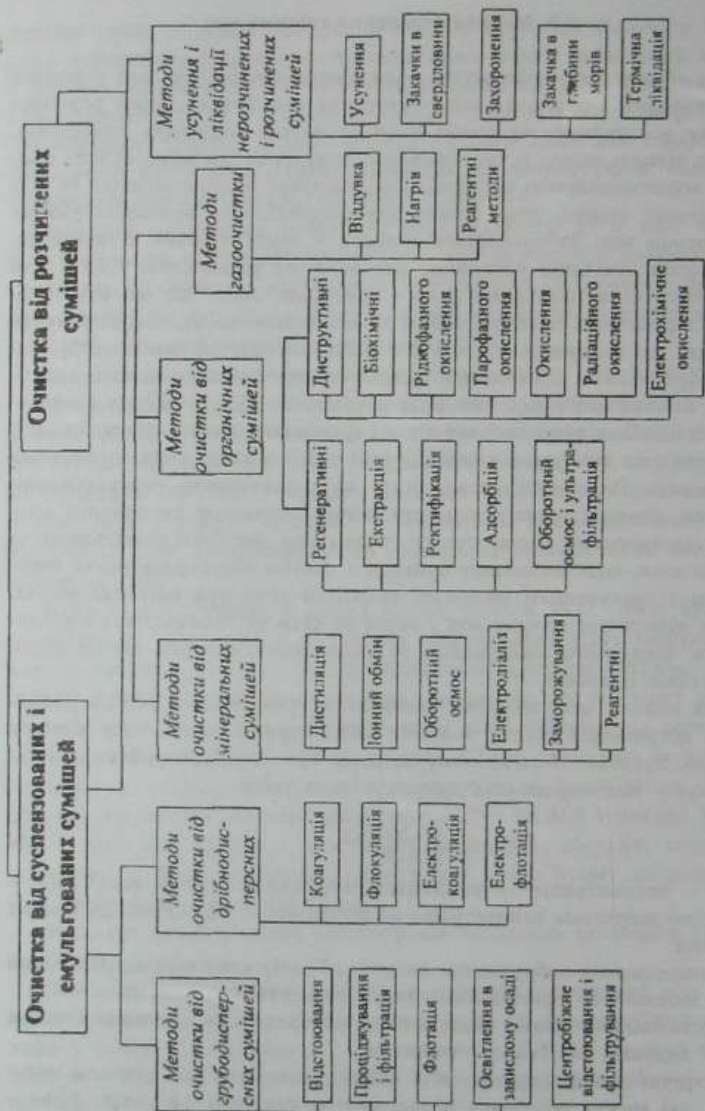 Очистка від суспензованих і
емульгованих сумішей
Методи
очистки від
грубодиспер-
сних сумішей
Відстоювання
Проціджування
і фільтрація
Флотація
Освітлення в
завислому осаді
Центробіжне
відстоювання і
фільтрування
Методи
очистки від
дрібнодис-
персних
Коагуляція
Флокуляція
Електро-
коагуляція
Електро-
флотація
Очистка від розчинених
сумішей
Методи
очистки від
мінеральних
сумішей
Дистиляція
Іонний обмін
Оборотний
осмос
Електродіаліз
Заморожування
Реагентні
Методи
очистки від
органічних
сумішей
Регенеративні
Екстракція
Ректифікація
Адсорбція
Оборотний
осмос і ультра-
фільтрація
Диструктивні
Біохімічні
Рідкофазного
окислення
Парофазного
окислення
Окислення
Радіаційного
окислення
Електрохімічне
окислення
Методи
газоочистки
Віддувка
Нагрів
Реагентні
методи
Методи
усунення і
ліквідації
нерозчинених
і розчинених
сумішей
Усунення
Закачки в
свердловини
Захоронення
Закачка в
глибини
морів
Термічна
ліквідація